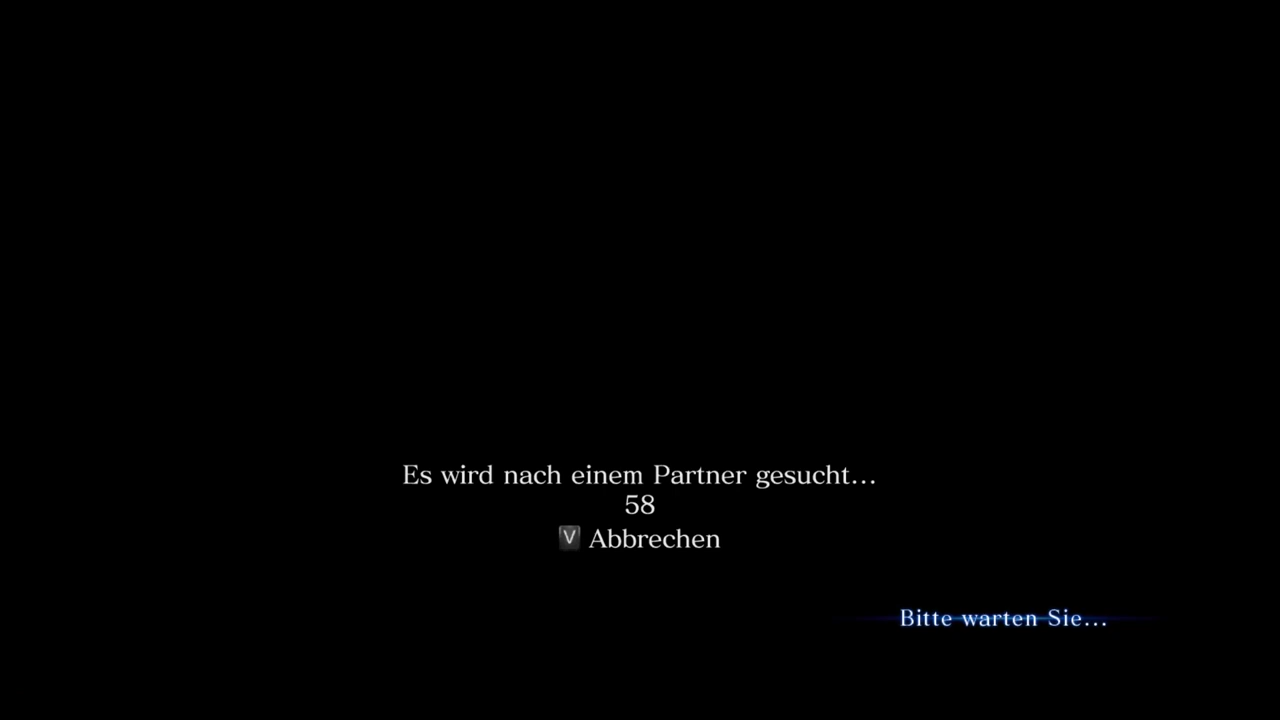 Es wird nach einem Partner gesucht...
58
V Abbrechen
Bitte warten Sie...